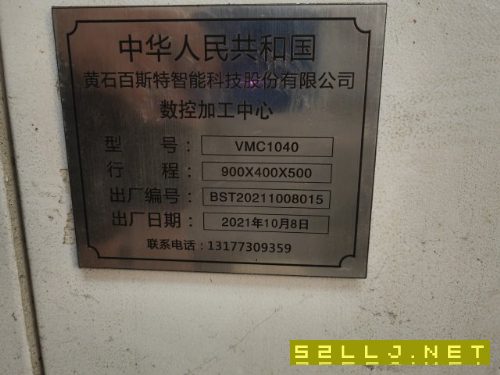 中华人民共和国
黄石百斯特智能科技股份有限公司
数控加工中心
型 号： VMC1040
行 程： 900X400X500
出厂编号： BST20211008015
出厂日期： 2021年10月8日
联系电话：13177309359
52LLJ.NET